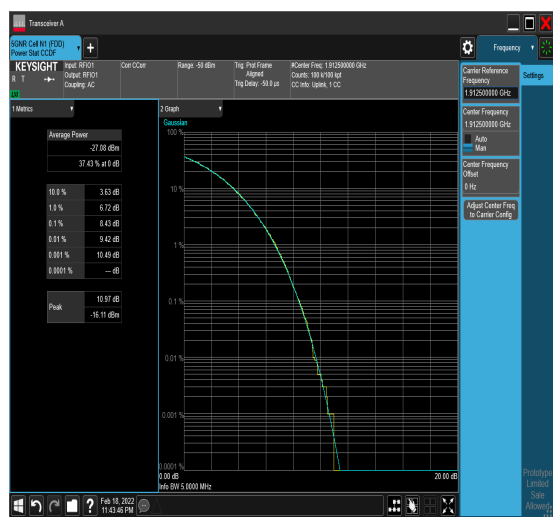 Transceiver A
5GNR Cell N1 (FDD)
Power Stat CCDF
Frequency
KEYSIGHT
R T
LXI
Input: RFIO1
Output: RFIO1
Coupling: AC
Corr CCorr
Range: -50 dBm
Trig: Prot Frame
Aligned
Trig Delay: -50.0 µs
#Center Freq: 1.912500000 GHz
Counts: 100 k/100 kpt
CC Info: Uplink, 1 CC
Carrier Reference
Frequency
1.912500000 GHz
Settings
Center Frequency
1.912500000 GHz
Auto
Man
Center Frequency
Offset
0 Hz
Adjust Center Freq
to Carrier Config
1 Metrics
Average Power
-27.08 dBm
37.43 % at 0 dB
10.0 % 3.63 dB
1.0 % 6.72 dB
0.1 % 8.43 dB
0.01 % 9.42 dB
0.001 % 10.49 dB
0.0001 % --- dB
Peak
10.97 dB
-16.11 dBm
2 Graph
Gaussian
100 %
10 %
1 %
0.1 %
0.01 %
0.001 %
0.0001 %
0.00 dB
20.00 dB
Info BW 5.0000 MHz
Prototype
Limited
Sale
Allowed
?
Feb 18, 2022
11:43:46 PM